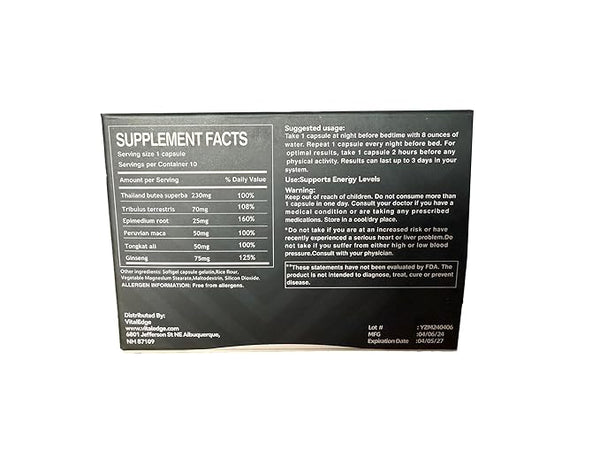 SUPPLEMENT FACTS
Serving size 1 capsule
Servings per Container 10
Amount per Serving % Daily Value
Thailand butea superba 230mg 100%
Tribulus terrestris 70mg 108%
Epimedium root 25mg 160%
Peruvian maca 50mg 100%
Tongkat ali 50mg 100%
Ginseng 75mg 125%
Other ingredients: Softgel capsule gelatin,Rice flour,
Vegatable Magnesium Stearate,Maltodextrin, Silicon Dioxide.
ALLERGEN INFORMATION: Free from allergens.
Distributed By:
VitalEdge
www.vitaledge.com
6801 Jefferson St NE Albuquerque,
NH 87109
Suggested usage:
Take 1 capsule at night before bedtime with 8 ounces of
water. Repeat 1 capsule every night before bed. For
optimal results, take 1 capsule 2 hours before any
physical activity. Results can last up to 3 days in your
system.
Use:Supports Energy Levels
Warning:
Keep out of reach of children. Do not consume more than
1 capsule in one day. Consult your doctor if you have a
medical condition or are taking any prescribed
medications. Store in a cool/dry place.
*Do not take if you are at an increased risk or have
recently experienced a serious heart or liver problem.Do
not take if you suffer from either high or low blood
pressure.Consult with your physician.
**These statements have not been evaluated by FDA. The
product is not intended to diagnose, treat, cure or prevent
disease.
Lot # : YZM240406
MFG :04/06/24
Expiration Date :04/05/27